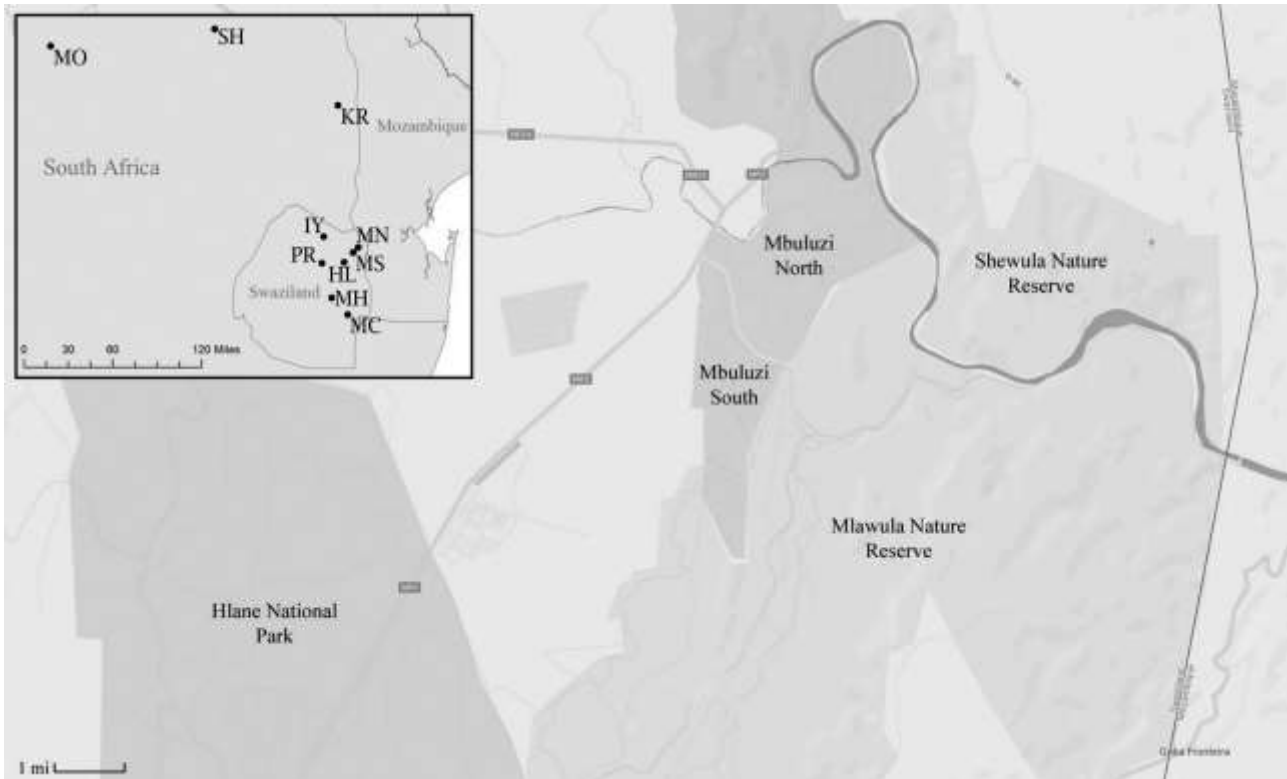 SH
MO
KR
Mozambique
South Africa
IY
MN
PR
MS
HL
Swaziland
MH
MC
0 30 60 120 Miles
Mbuluzi
North
Shewula Nature
Reserve
Mbuluzi
South
Mlawula Nature
Reserve
Hlane National
Park
1 mi